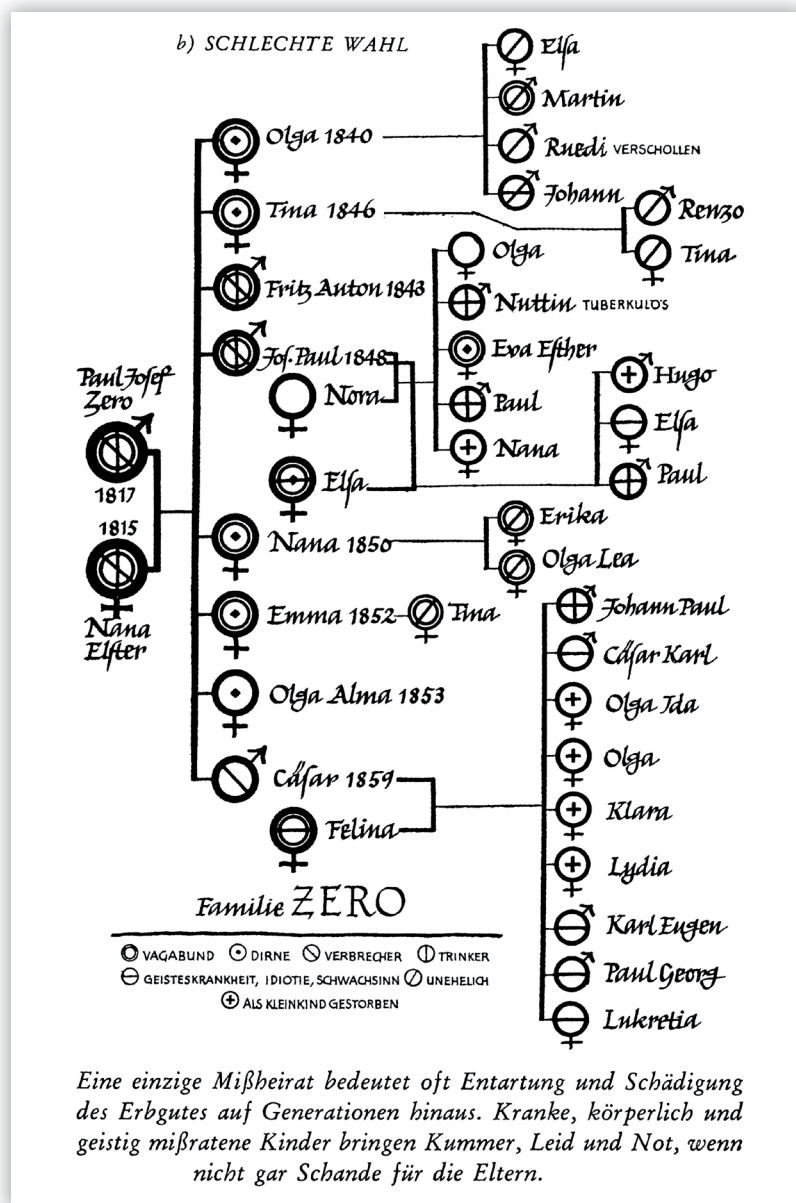 b) SCHLECHTE WAHL
Elſa
Martin
Olga 1840
Ruedi VERSCHOLLEN
Johann
Tina 1846
Renzo
Tina
Olga
Fritz Anton 1843
Nuttin TUBERKULÖS
Joſ. Paul 1848
Eva Eſther
Paul Joſef
Zero
Nora
Hugo
Paul
Elſa
Nana
Elſa
Paul
1817
1815
Erika
Nana 1850
Olga Lea
Nana
Elſter
Emma 1852
Tina
Johann Paul
Cäſar Karl
Olga Alma 1853
Olga Ida
Olga
Cäſar 1859
Klara
Felina
Lydia
Familie ZERO
Karl Eugen
VAGABUND DIRNE VERBRECHER TRINKER
GEISTESKRANKHEIT, IDIOTIE, SCHWACHSINN UNEHELICH
ALS KLEINKIND GESTORBEN
Paul Georg
Lukretia
Eine einzige Mißheirat bedeutet oft Entartung und Schädigung
des Erbgutes auf Generationen hinaus. Kranke, körperlich und
geistig mißratene Kinder bringen Kummer, Leid und Not, wenn
nicht gar Schande für die Eltern.